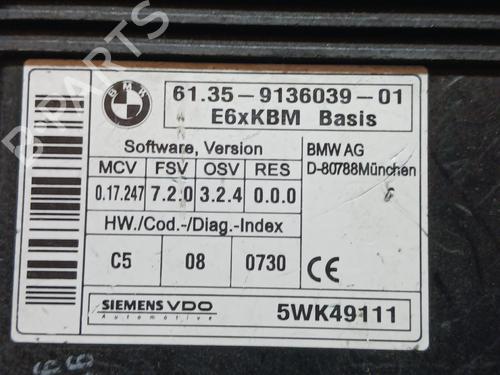 BMW
61.35-9136039-01
E6xKBM Basis
Software, Version
BMW AG
D-80788München
MCV FSV OSV RES
0.17.247 7.2.0 3.2.4 0.0.0
HW./Cod.-/Diag.-Index
C5 08 0730
CE
SIEMENS VDO
Automotive
5WK49111
B-PARTS